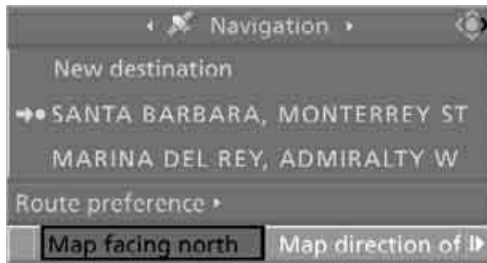 Navigation
New destination
SANTA BARBARA, MONTERREY ST
MARINA DEL REY, ADMIRALTY W
Route preference
Map facing north Map direction of